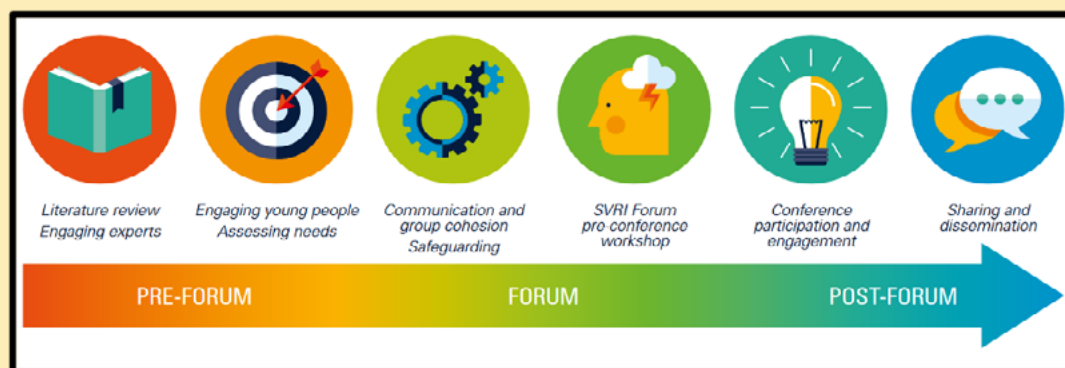 Literature review
Engaging experts
Engaging young people
Assessing needs
Communication and
group cohesion
Safeguarding
SVRI Forum
pre-conference
workshop
Conference
participation and
engagement
Sharing and
dissemination
PRE-FORUM
FORUM
POST-FORUM